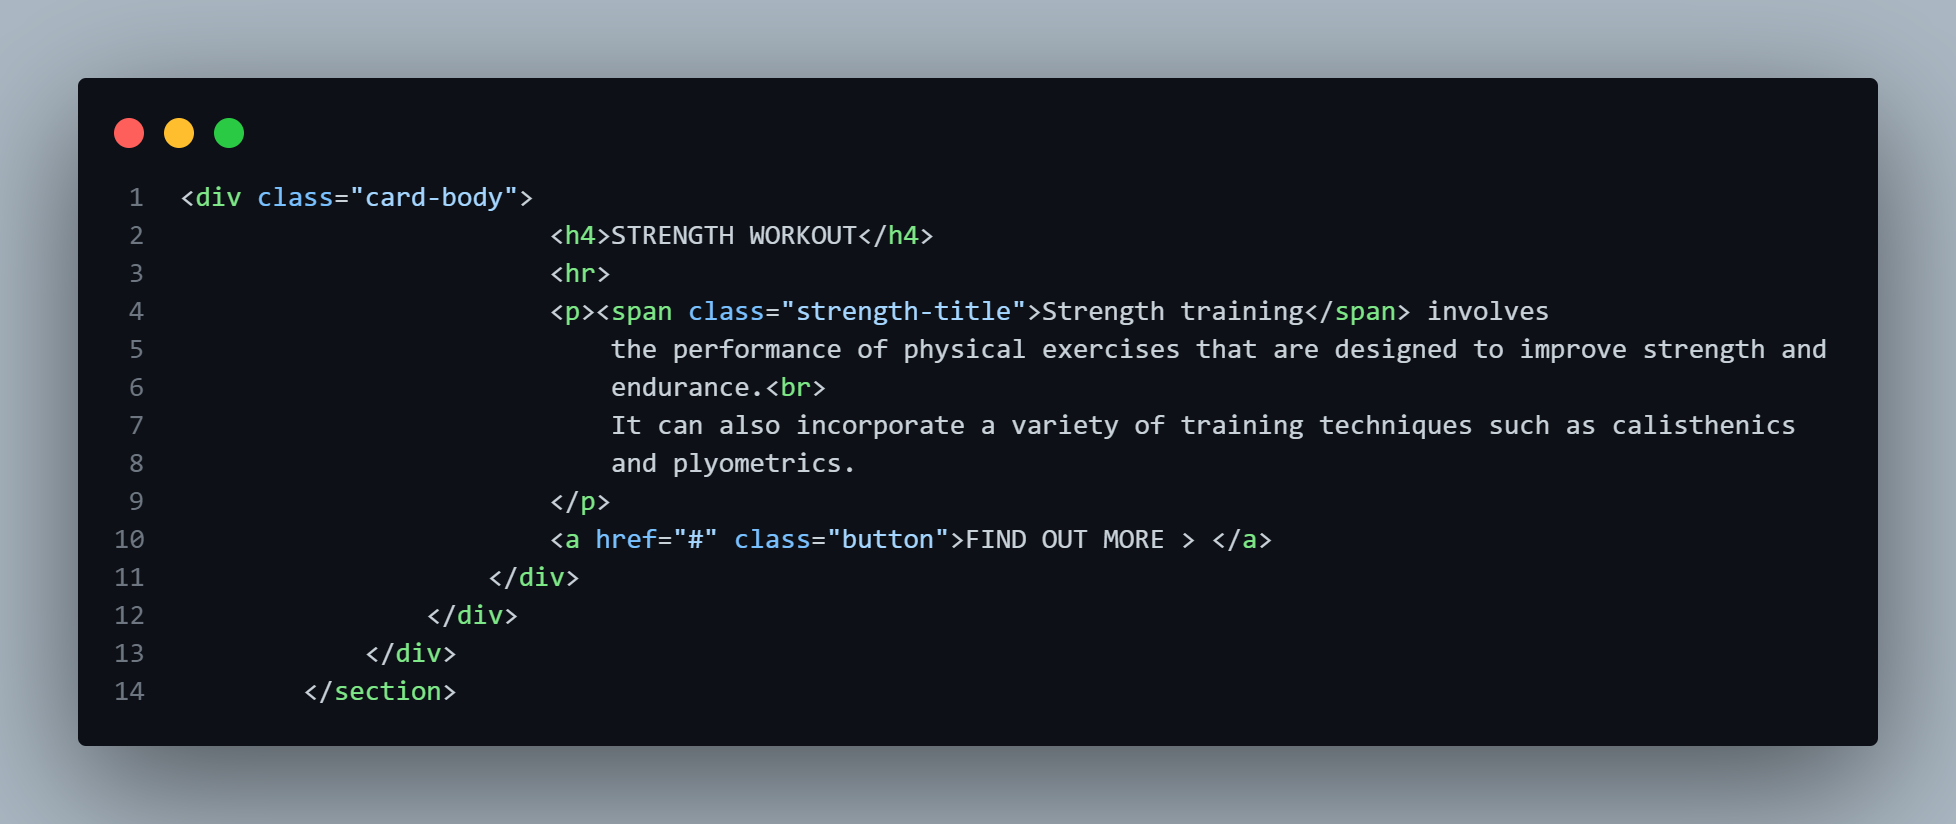 1 <div class="card-body">
2 <h4>STRENGTH WORKOUT</h4>
3 <hr>
4 <p><span class="strength-title">Strength training</span> involves
5 the performance of physical exercises that are designed to improve strength and
6 endurance.<br>
7 It can also incorporate a variety of training techniques such as calisthenics
8 and plyometrics.
9 </p>
10 <a href="#" class="button">FIND OUT MORE > </a>
11 </div>
12 </div>
13 </div>
14 </section>